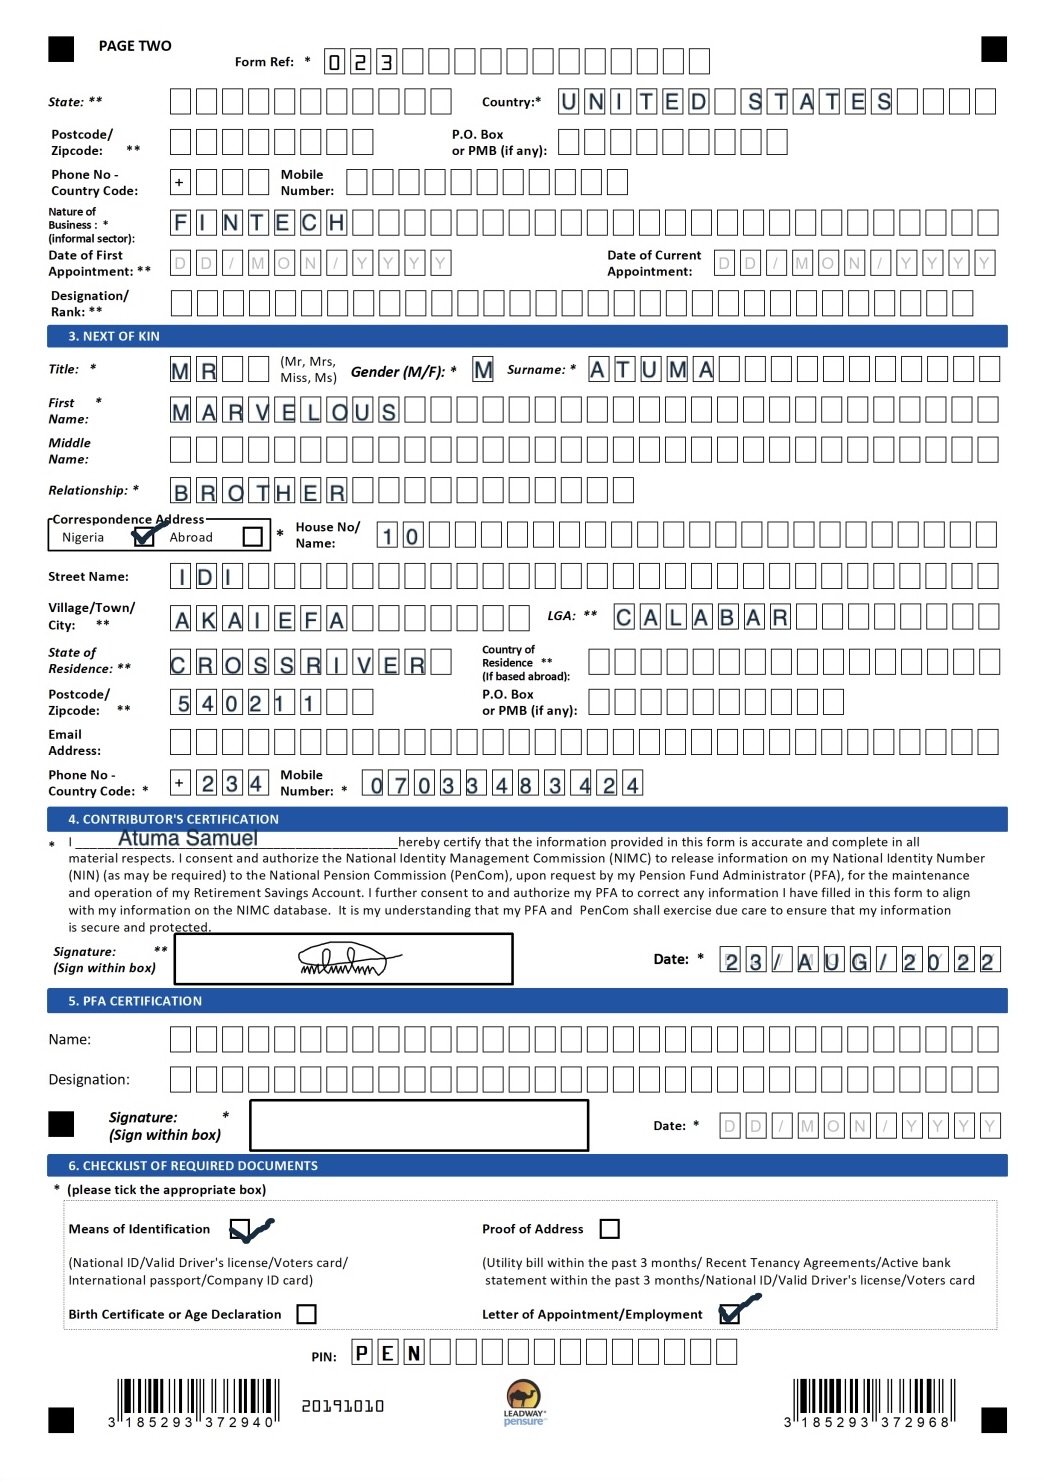 PAGE TWO
Form Ref: * 023
State: ** Country:* UNITED STATES
Postcode/ Zipcode: ** P.O. Box or PMB (if any):
Phone No - Country Code: + Mobile Number:
Nature of Business : * (informal sector): FINTECH
Date of First Appointment: ** DD/MON/YYYY Date of Current Appointment: DD/MON/YYYY
Designation/ Rank: **
3. NEXT OF KIN
Title: * MR (Mr, Mrs, Miss, Ms) Gender (M/F): * M Surname: * ATUMA
First Name: * MARVELOUS
Middle Name:
Relationship: * BROTHER
Correspondence Address
Nigeria Abroad * House No/ Name: 10
Street Name: IDI
Village/Town/ City: ** AKAIEFA LGA: ** CALABAR
State of Residence: ** CROSSRIVER Country of Residence ** (If based abroad):
Postcode/ Zipcode: ** 540211 P.O. Box or PMB (if any):
Email Address:
Phone No - Country Code: * +234 Mobile Number: * 07033483424
4. CONTRIBUTOR'S CERTIFICATION
* I Atuma Samuel hereby certify that the information provided in this form is accurate and complete in all
material respects. I consent and authorize the National Identity Management Commission (NIMC) to release information on my National Identity Number
(NIN) (as may be required) to the National Pension Commission (PenCom), upon request by my Pension Fund Administrator (PFA), for the maintenance
and operation of my Retirement Savings Account. I further consent to and authorize my PFA to correct any information I have filled in this form to align
with my information on the NIMC database. It is my understanding that my PFA and PenCom shall exercise due care to ensure that my information
is secure and protected.
Signature: ** (Sign within box) Date: * 23/AUG/2022
5. PFA CERTIFICATION
Name:
Designation:
Signature: * (Sign within box) Date: * DD/MON/YYYY
6. CHECKLIST OF REQUIRED DOCUMENTS
* (please tick the appropriate box)
Means of Identification Proof of Address
(National ID/Valid Driver's license/Voters card/ (Utility bill within the past 3 months/ Recent Tenancy Agreements/Active bank
International passport/Company ID card) statement within the past 3 months/National ID/Valid Driver's license/Voters card
Birth Certificate or Age Declaration Letter of Appointment/Employment
PIN: PEN
3 185293 372940 20191010 LEADWAY pensure 3 185293 372968